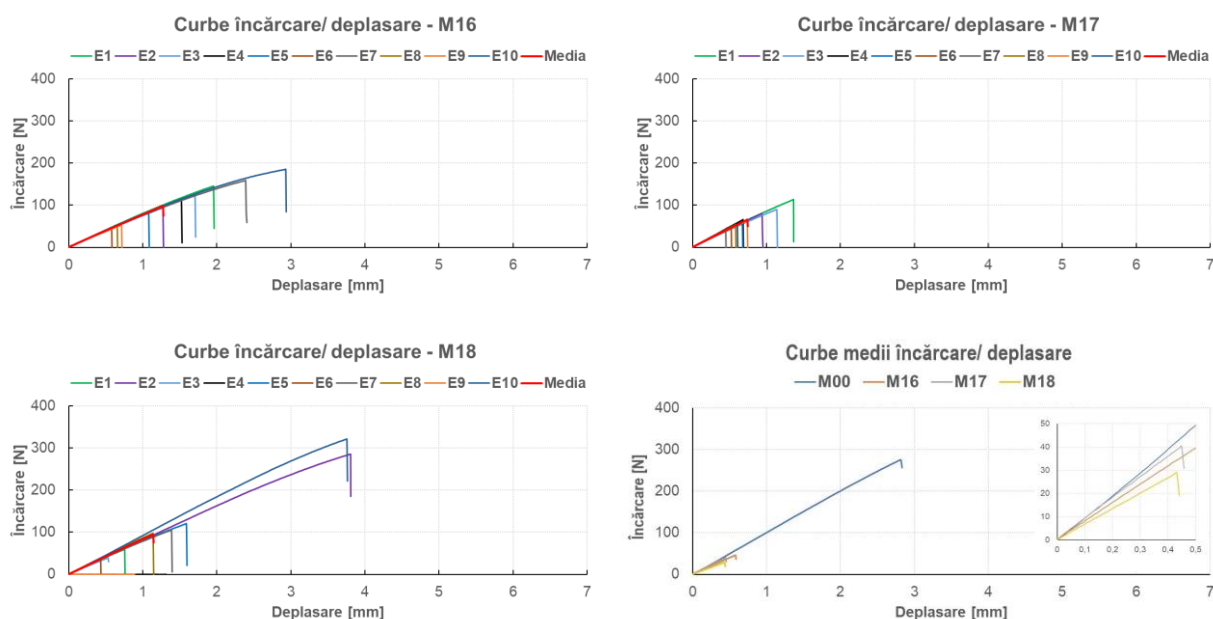 Curbe încărcare/ deplasare - M16
E1 E2 E3 E4 E5 E6 E7 E8 E9 E10 Media
Încărcare [N]
400
300
200
100
0
0 1 2 3 4 5 6 7
Deplasare [mm]
Curbe încărcare/ deplasare - M17
E1 E2 E3 E4 E5 E6 E7 E8 E9 E10 Media
Încărcare [N]
400
300
200
100
0
0 1 2 3 4 5 6 7
Deplasare [mm]
Curbe încărcare/ deplasare - M18
E1 E2 E3 E4 E5 E6 E7 E8 E9 E10 Media
Încărcare [N]
400
300
200
100
0
0 1 2 3 4 5 6 7
Deplasare [mm]
Curbe medii încărcare/ deplasare
M00 M16 M17 M18
Încărcare [N]
400
300
200
100
0
0 1 2 3 4 5 6 7
Deplasare [mm]
50
40
30
20
10
0
0 0,1 0,2 0,3 0,4 0,5